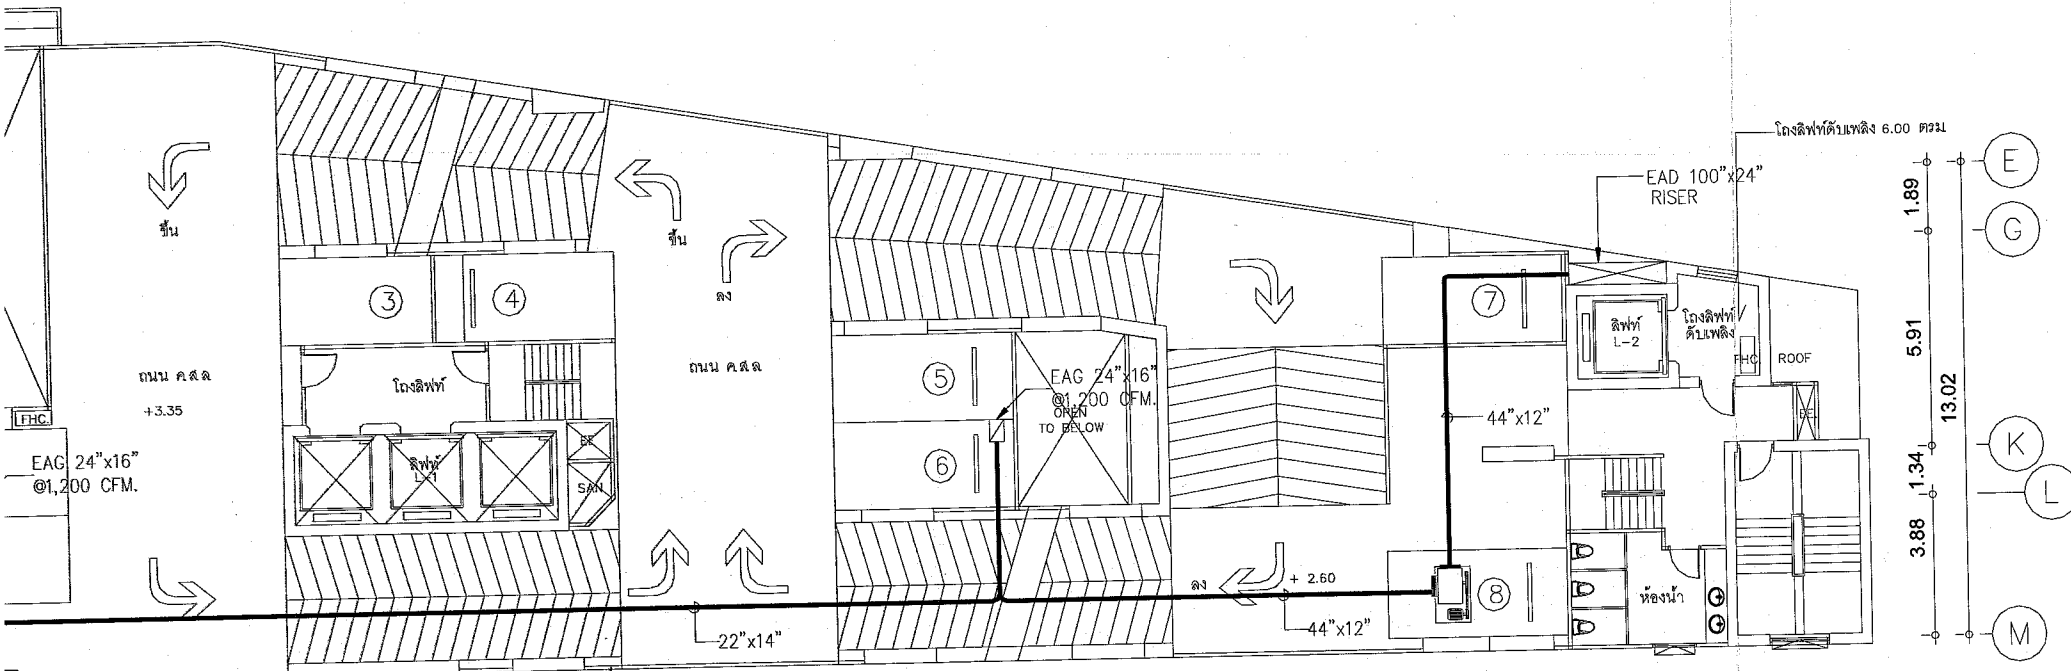 โถงลิฟท์ดับเพลิง 6.00 ตรม
E
EAD 100"x24"
RISER
1.89
G
ขึ้น
ขึ้น
ลง
3
4
7
ลิฟท์
L-2
โถงลิฟท์
ดับเพลิง
FHC
ROOF
5.91
13.02
ถนน ค.ส.ล
+3.35
โถงลิฟท์
ถนน ค.ส.ล
5
EAG 24"x16"
@1,200 CFM.
OPEN
TO BELOW
44"x12"
EE
FHC.
EE
K
EAG 24"x16"
@1,200 CFM.
ลิฟท์
L-1
SAN
6
1.34
L
3.88
ลง
+ 2.60
8
ห้องน้ำ
22"x14"
44"x12"
M